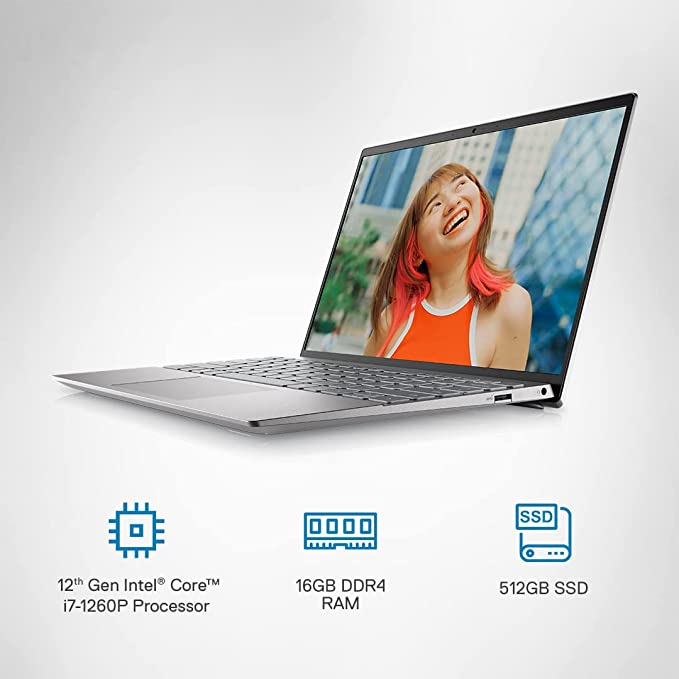 SSD
12th Gen Intel® Core™
i7-1260P Processor
16GB DDR4
RAM
512GB SSD